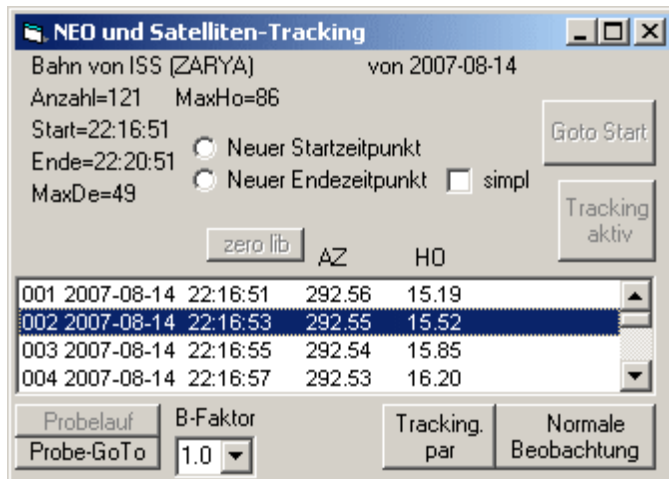 NEO und Satelliten-Tracking
Bahn von ISS (ZARYA) von 2007-08-14
Anzahl=121 MaxHo=86
Start=22:16:51
Ende=22:20:51
MaxDe=49
Neuer Startzeitpunkt
Neuer Endezeitpunkt simpl
Goto Start
Tracking
aktiv
zero lib AZ HO
001 2007-08-14 22:16:51 292.56 15.19
002 2007-08-14 22:16:53 292.55 15.52
003 2007-08-14 22:16:55 292.54 15.85
004 2007-08-14 22:16:57 292.53 16.20
Probelauf
Probe-GoTo
B-Faktor
1.0
Tracking.
par
Normale
Beobachtung